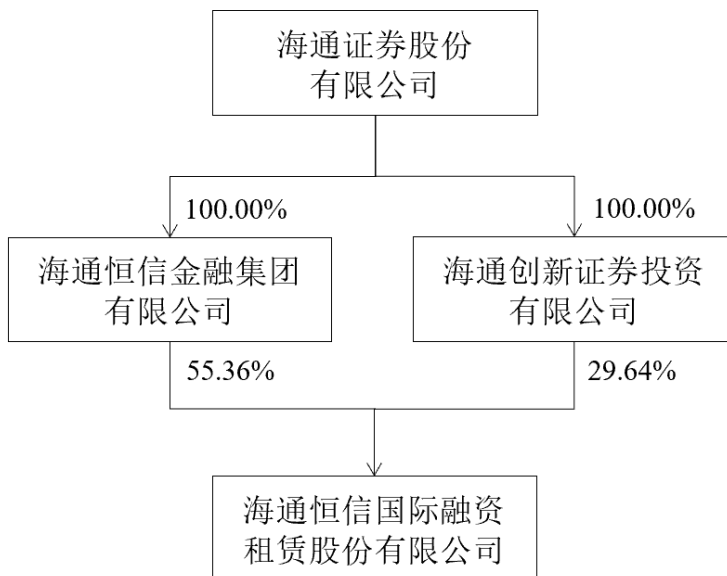 海通证券股份
有限公司
100.00%
100.00%
海通恒信金融集团
有限公司
海通创新证券投资
有限公司
55.36%
29.64%
海通恒信国际融资
租赁股份有限公司